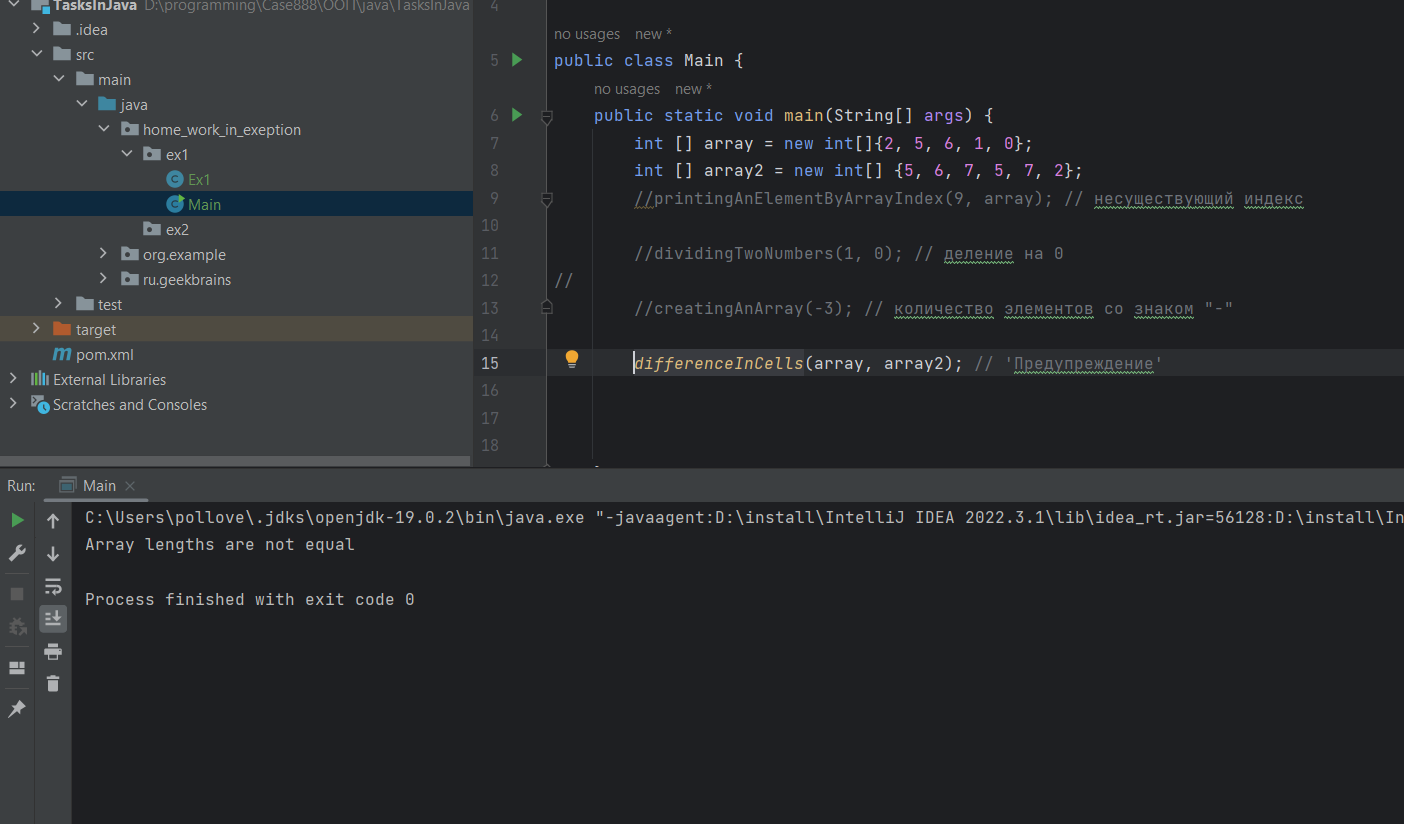 TasksInJava D:\programming\Case888\ООП\java\TasksInJava
.idea
src
main
java
home_work_in_exeption
ex1
Ex1
Main
ex2
org.example
ru.geekbrains
test
target
pom.xml
External Libraries
Scratches and Consoles
4
no usages new *
5 public class Main {
no usages new *
6 public static void main(String[] args) {
7 int [] array = new int[]{2, 5, 6, 1, 0};
8 int [] array2 = new int[] {5, 6, 7, 5, 7, 2};
9 //printingAnElementByArrayIndex(9, array); // несуществующий индекс
10
11 //dividingTwoNumbers(1, 0); // деление на 0
12 //
13 //creatingAnArray(-3); // количество элементов со знаком "-"
14
15 differenceInCells(array, array2); // 'Предупреждение'
16
17
18
Run: Main
C:\Users\pollove\.jdks\openjdk-19.0.2\bin\java.exe "-javaagent:D:\install\IntelliJ IDEA 2022.3.1\lib\idea_rt.jar=56128:D:\install\In
Array lengths are not equal
Process finished with exit code 0